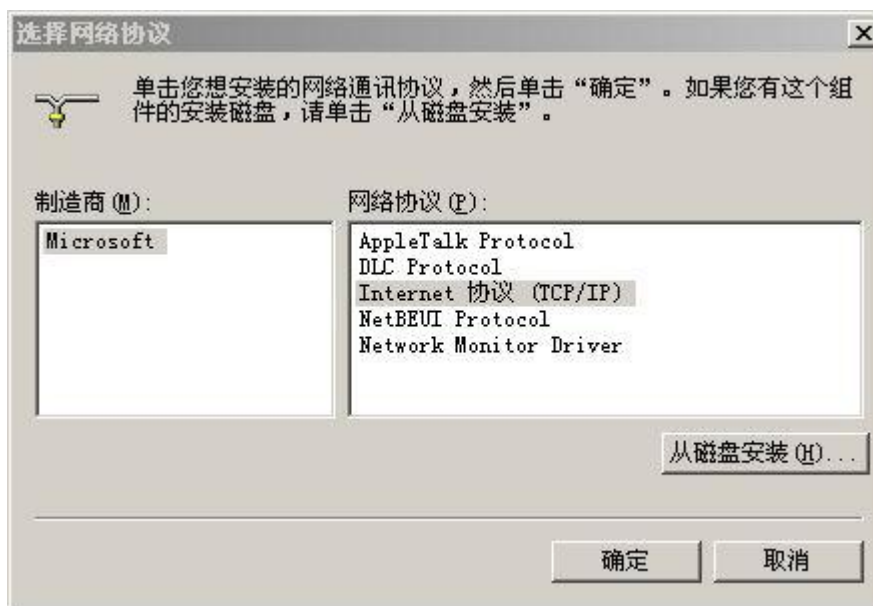 选择网络协议
单击您想安装的网络通讯协议，然后单击“确定”。如果您有这个组
件的安装磁盘，请单击“从磁盘安装”。
制造商(M):
网络协议(P):
Microsoft
AppleTalk Protocol
DLC Protocol
Internet 协议 (TCP/IP)
NetBEUI Protocol
Network Monitor Driver
从磁盘安装(H)...
确定
取消